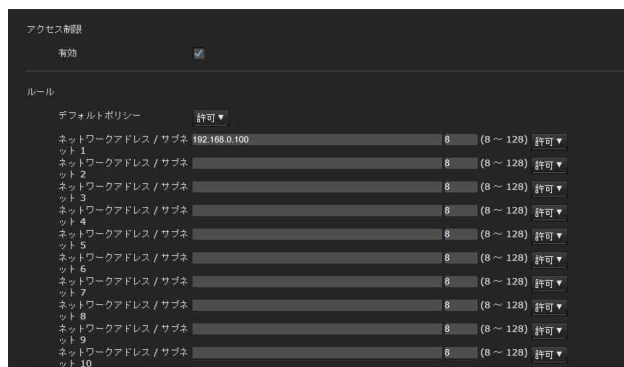 アクセス制限
有効
ルール
デフォルトポリシー 許可▼
ネットワークアドレス / サブネット 1 192.168.0.100 8 (8 ～ 128) 許可▼
ネットワークアドレス / サブネット 2 8 (8 ～ 128) 許可▼
ネットワークアドレス / サブネット 3 8 (8 ～ 128) 許可▼
ネットワークアドレス / サブネット 4 8 (8 ～ 128) 許可▼
ネットワークアドレス / サブネット 5 8 (8 ～ 128) 許可▼
ネットワークアドレス / サブネット 6 8 (8 ～ 128) 許可▼
ネットワークアドレス / サブネット 7 8 (8 ～ 128) 許可▼
ネットワークアドレス / サブネット 8 8 (8 ～ 128) 許可▼
ネットワークアドレス / サブネット 9 8 (8 ～ 128) 許可▼
ネットワークアドレス / サブネット 10 8 (8 ～ 128) 許可▼